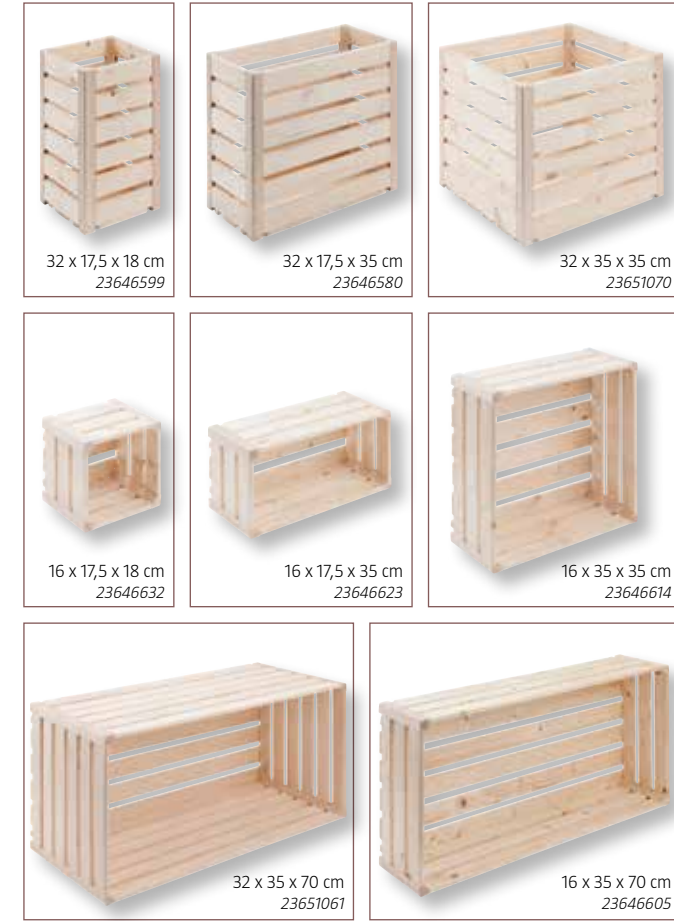 32 x 17,5 x 18 cm
23646599
32 x 17,5 x 35 cm
23646580
32 x 35 x 35 cm
23651070
16 x 17,5 x 18 cm
23646632
16 x 17,5 x 35 cm
23646623
16 x 35 x 35 cm
23646614
32 x 35 x 70 cm
23651061
16 x 35 x 70 cm
23646605